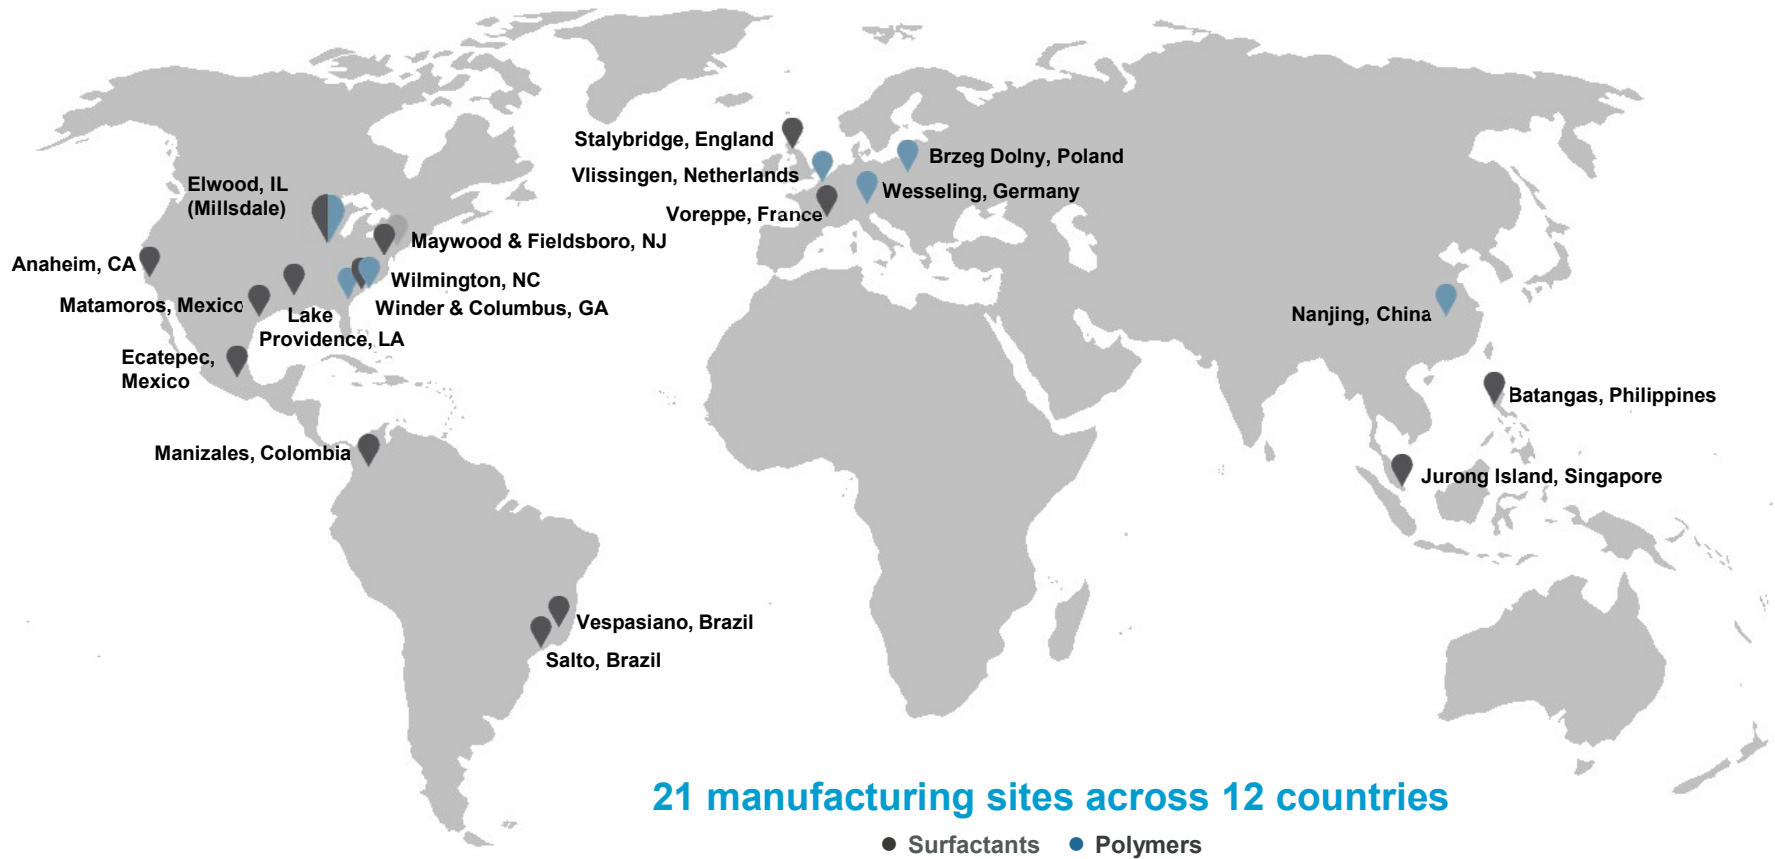 Stalybridge, England
Brzeg Dolny, Poland
Vlissingen, Netherlands
Wesseling, Germany
Voreppe, France
Elwood, IL
(Millsdale)
Maywood & Fieldsboro, NJ
Anaheim, CA
Wilmington, NC
Matamoros, Mexico
Winder & Columbus, GA
Lake
Providence, LA
Nanjing, China
Ecatepec,
Mexico
Batangas, Philippines
Manizales, Colombia
Jurong Island, Singapore
Vespasiano, Brazil
Salto, Brazil
21 manufacturing sites across 12 countries
Surfactants
Polymers